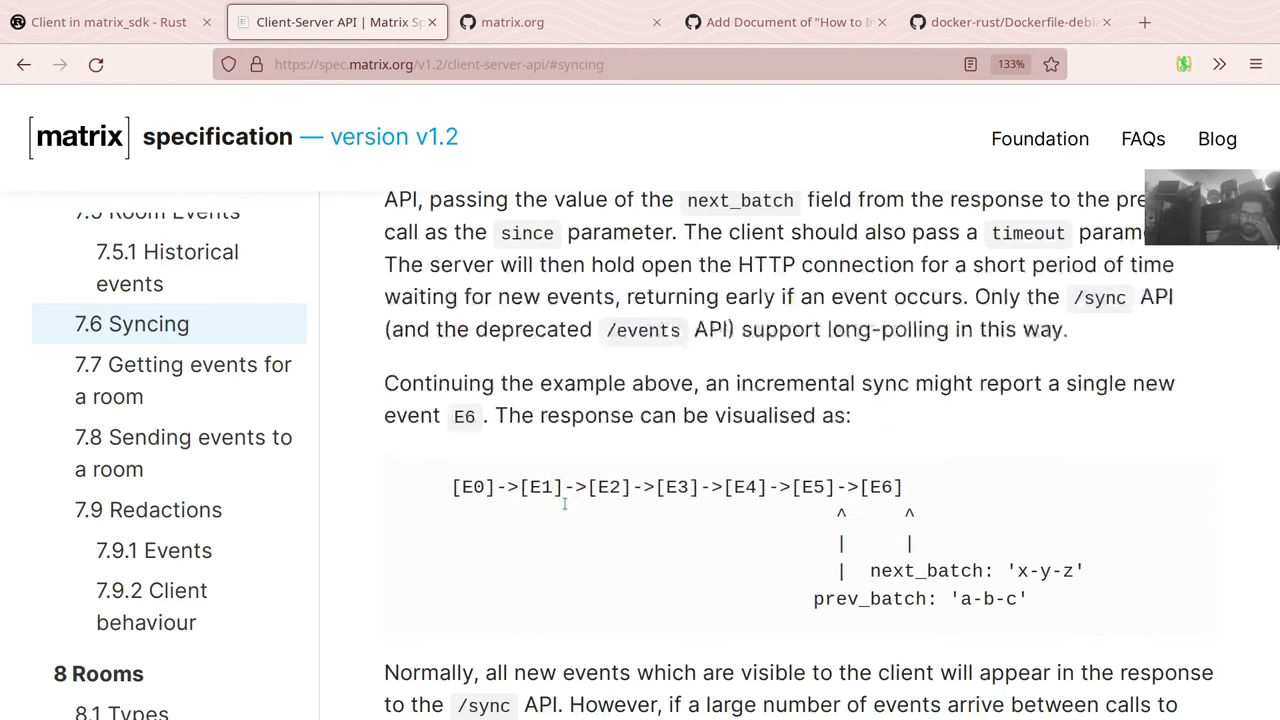 Client in matrix_sdk - Rust
Client-Server API | Matrix Sp
matrix.org
Add Document of "How to I
docker-rust/Dockerfile-debi
https://spec.matrix.org/v1.2/client-server-api/#syncing
133%
[matrix] specification — version v1.2
Foundation
FAQs
Blog
7.5 Room Events
7.5.1 Historical
events
7.6 Syncing
7.7 Getting events for
a room
7.8 Sending events to
a room
7.9 Redactions
7.9.1 Events
7.9.2 Client
behaviour
8 Rooms
8.1 Types
API, passing the value of the next_batch field from the response to the pre
call as the since parameter. The client should also pass a timeout param
The server will then hold open the HTTP connection for a short period of time
waiting for new events, returning early if an event occurs. Only the /sync API
(and the deprecated /events API) support long-polling in this way.
Continuing the example above, an incremental sync might report a single new
event E6. The response can be visualised as:
[E0]->[E1]->[E2]->[E3]->[E4]->[E5]->[E6]
^ ^
| |
| next_batch: 'x-y-z'
prev_batch: 'a-b-c'
Normally, all new events which are visible to the client will appear in the response
to the /sync API. However, if a large number of events arrive between calls to